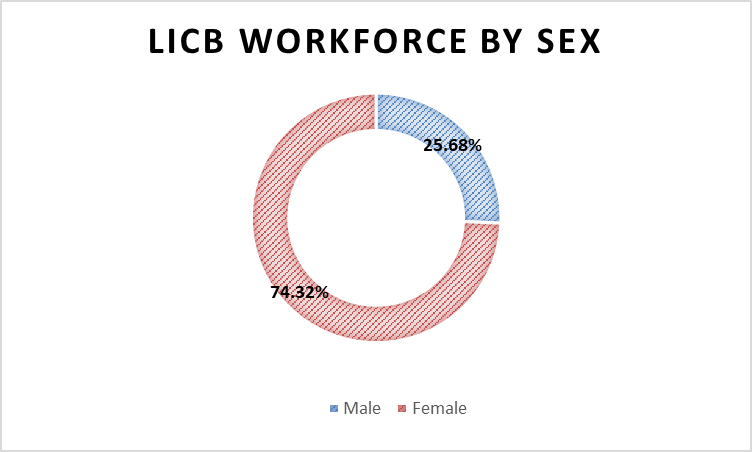 LICB WORKFORCE BY SEX
25.68%
74.32%
Male Female